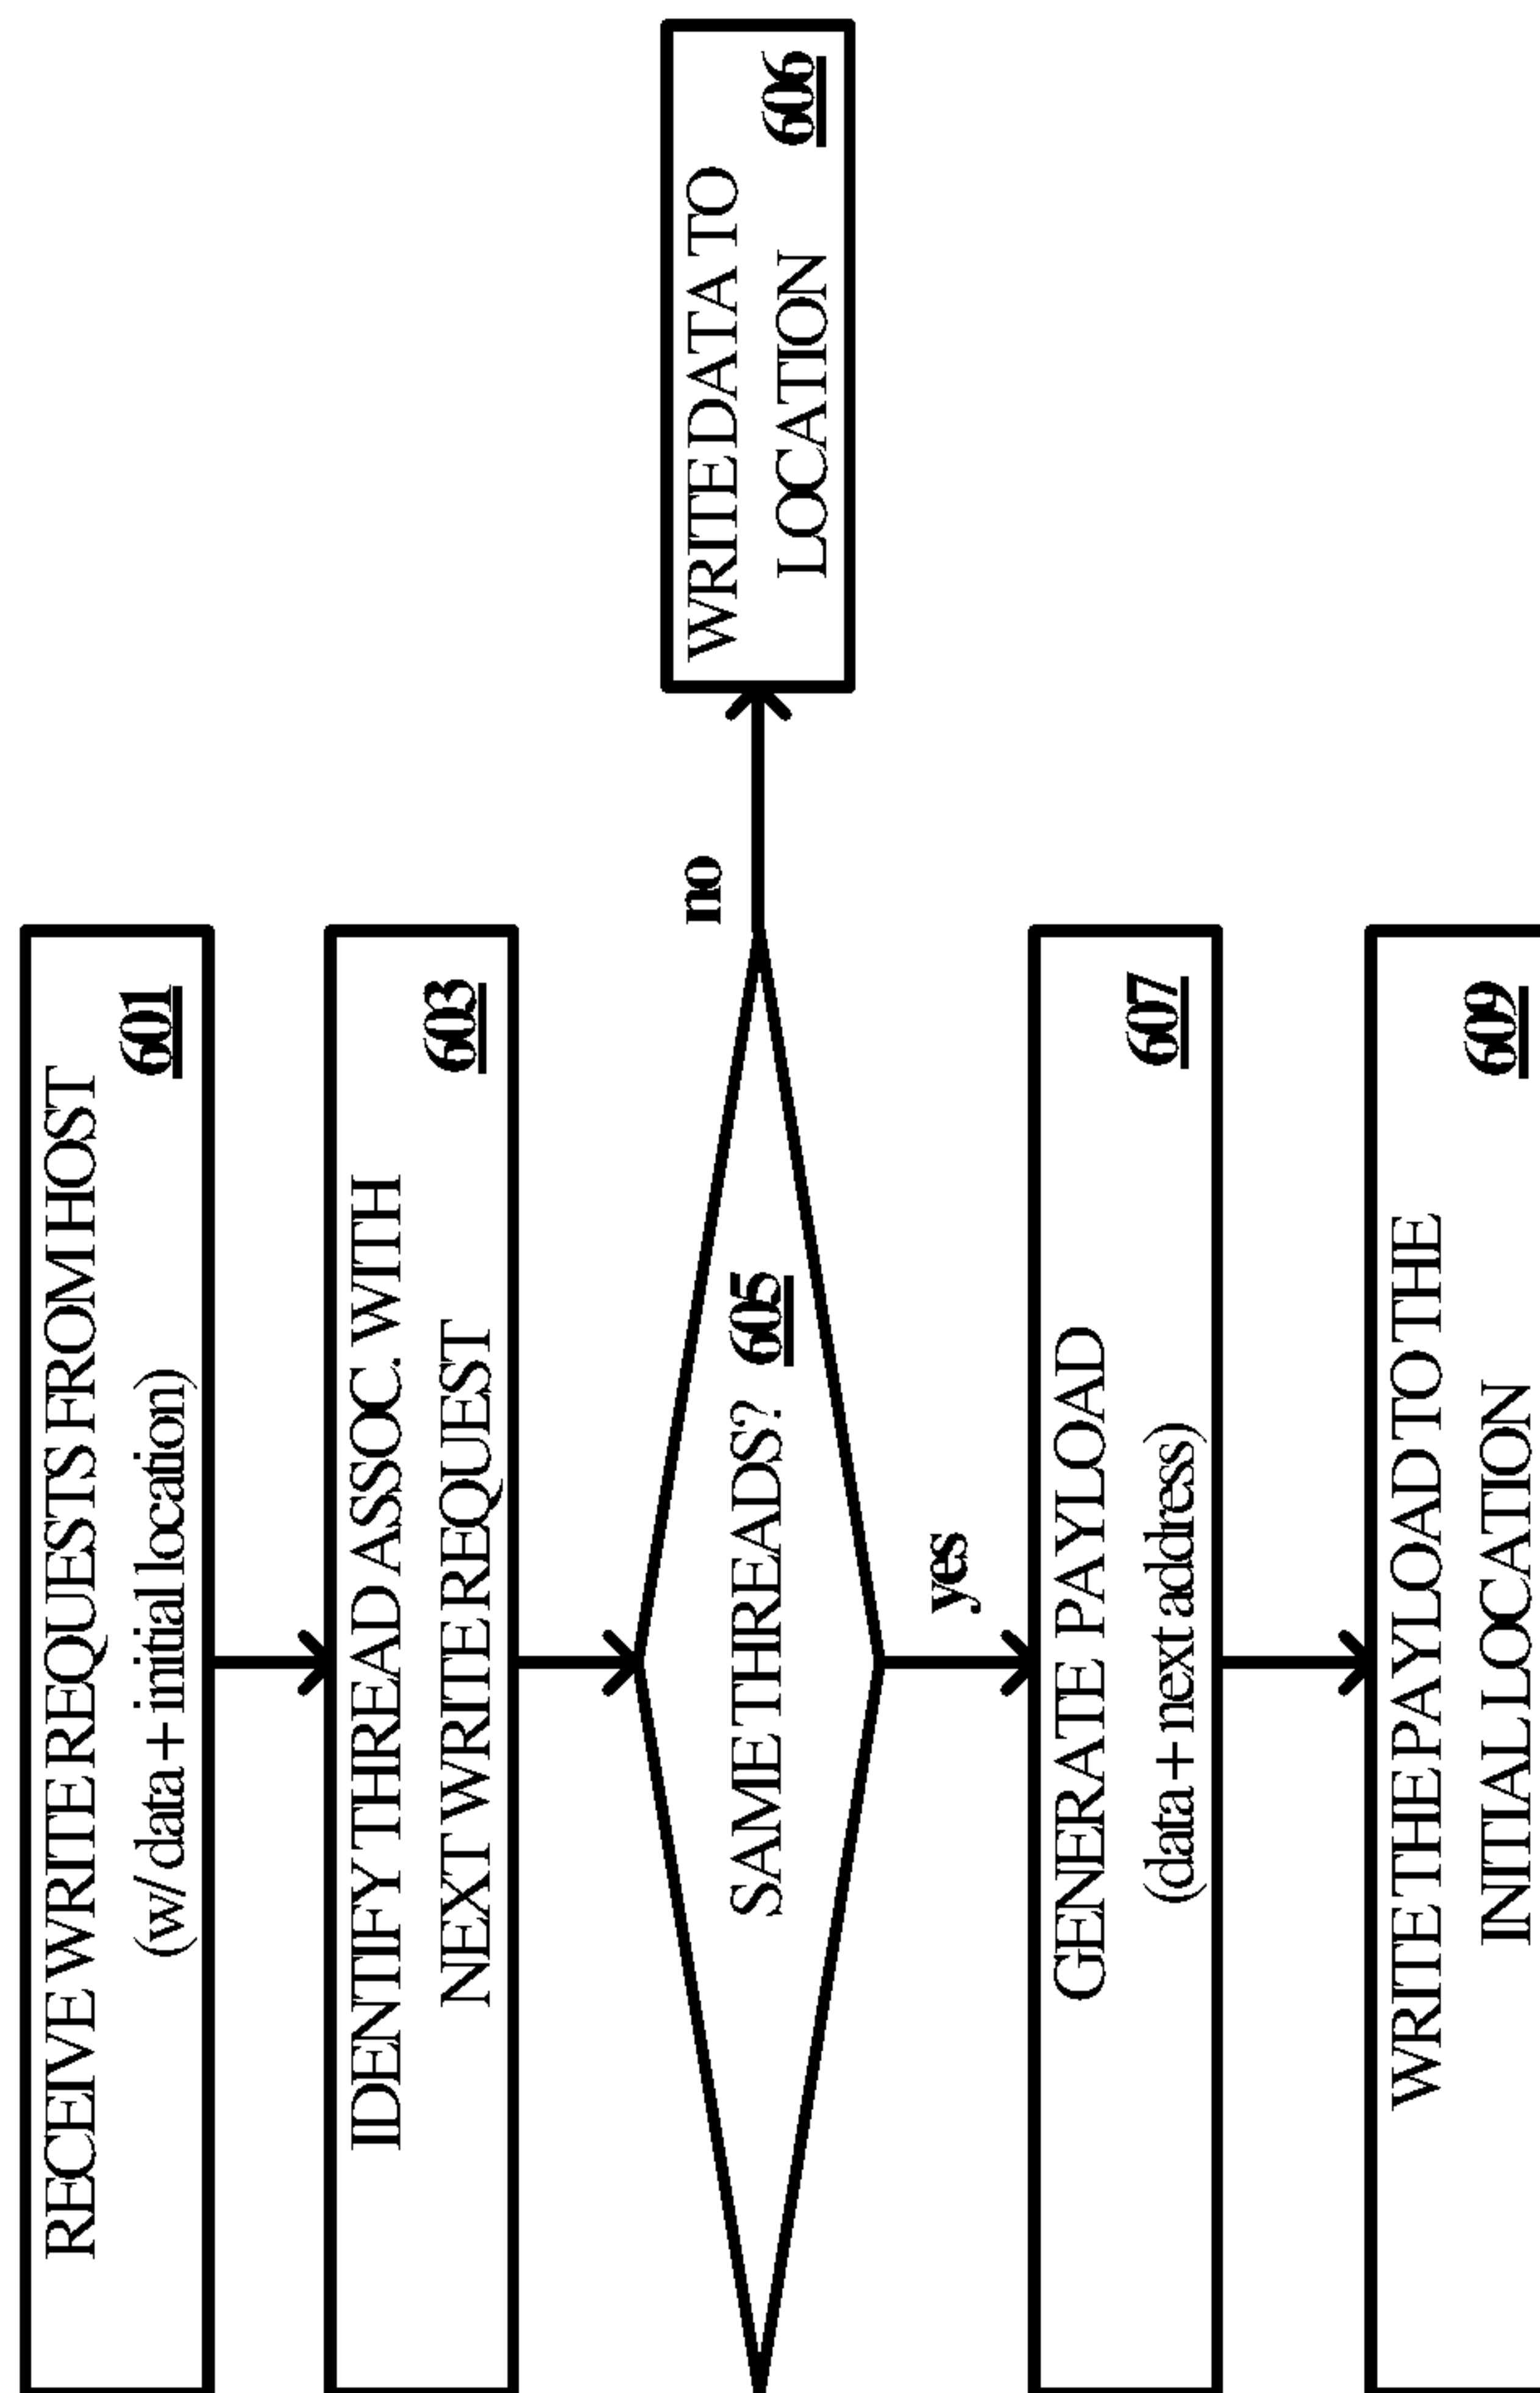 RECEIVE WRITE REQUESTS FROM HOST
(w/ data + initial location) 601
IDENTIFY THREAD ASSOC. WITH
NEXT WRITE REQUEST 603
SAME THREADS? 605
no
WRITE DATA TO
LOCATION 606
yes
GENERATE PAYLOAD
(data + next address) 607
WRITE THE PAYLOAD TO THE
INITIAL LOCATION 609